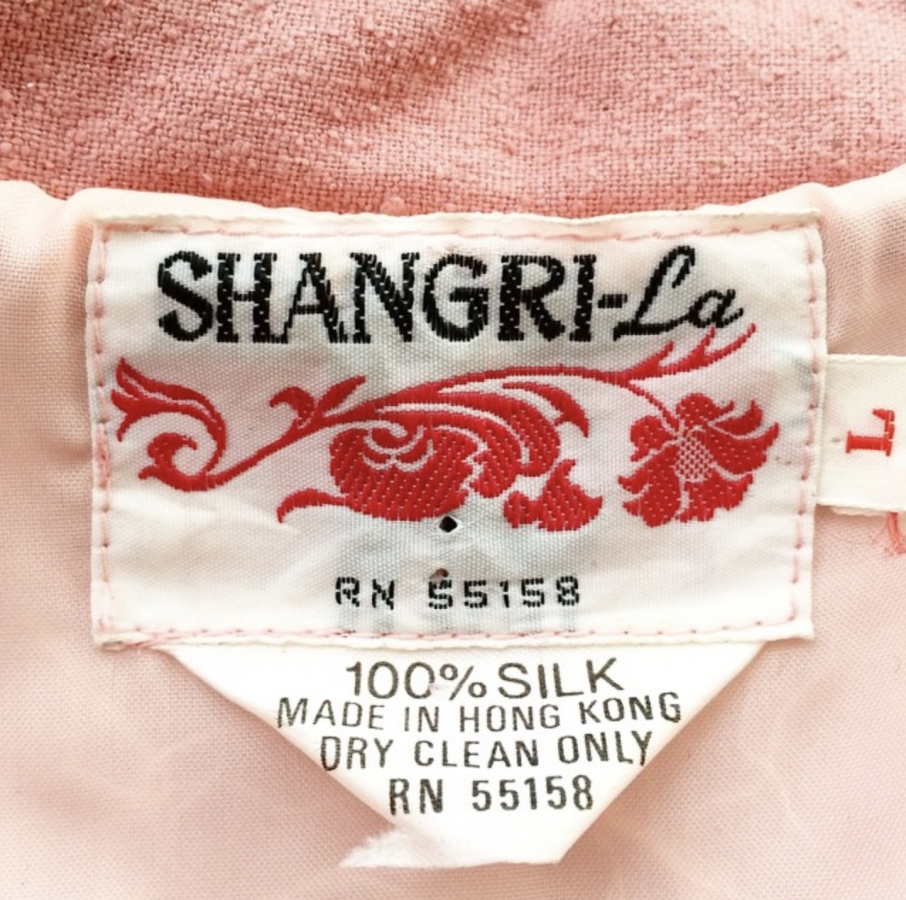 SHANGRI-La
L
RN 55158
100% SILK
MADE IN HONG KONG
DRY CLEAN ONLY
RN 55158